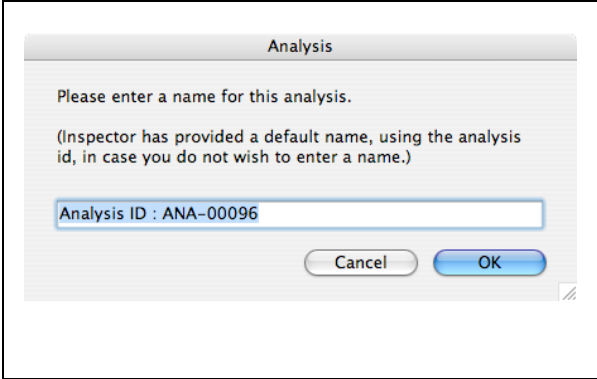 Analysis
Please enter a name for this analysis.
(Inspector has provided a default name, using the analysis
id, in case you do not wish to enter a name.)
Analysis ID : ANA-00096
Cancel
OK